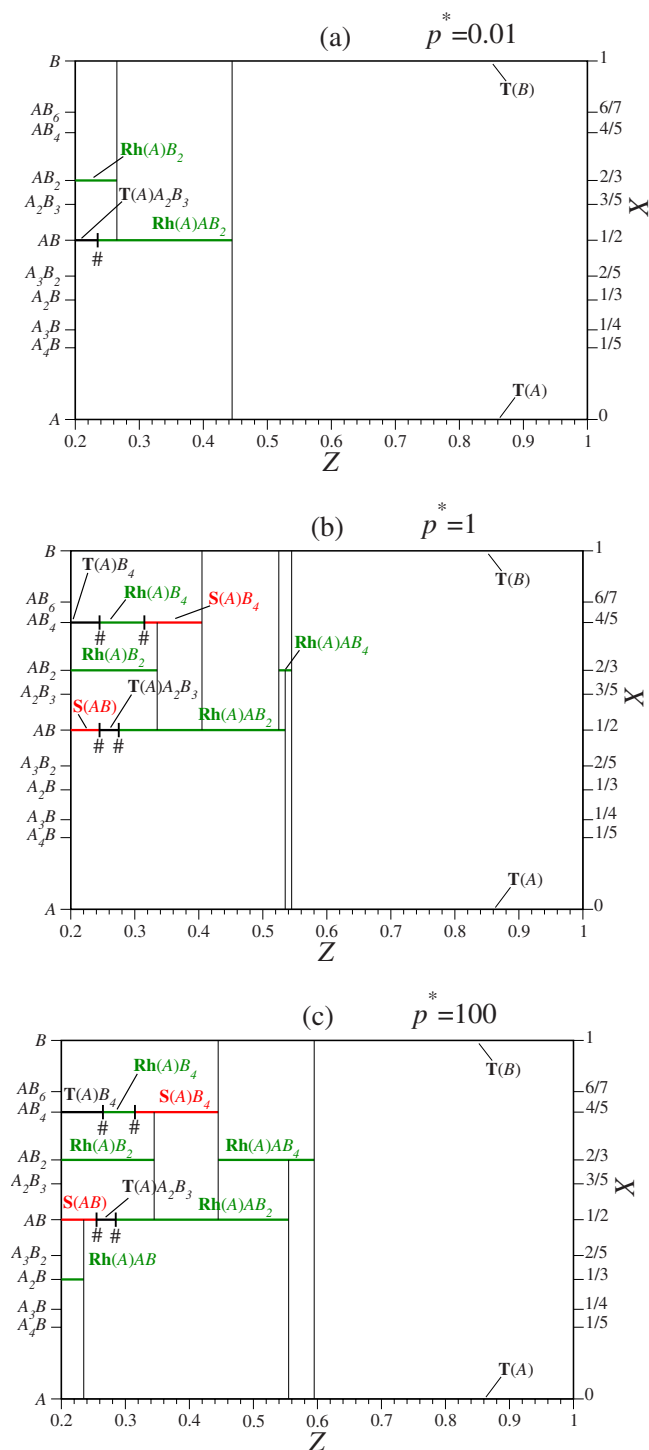 (a) p*=0.01
B 1
T(B)
AB₆ 6/7
AB₄ 4/5
Rh(A)B₂
AB₂ 2/3
T(A)A₂B₃
A₂B₃ 3/5
X
Rh(A)AB₂
AB 1/2
#
A₃B₂ 2/5
A₂B 1/3
A₃B 1/4
A₄B 1/5
T(A)
A 0
0.2 0.3 0.4 0.5 0.6 0.7 0.8 0.9 1
Z
(b) p*=1
B 1
T(A)B₄ T(B)
Rh(A)B₄ S(A)B₄
AB₆ 6/7
AB₄ 4/5
# #
Rh(A)B₂ Rh(A)AB₄
AB₂ 2/3
T(A)A₂B₃
A₂B₃ 3/5
X
S(AB) Rh(A)AB₂
AB 1/2
# #
A₃B₂ 2/5
A₂B 1/3
A₃B 1/4
A₄B 1/5
T(A)
A 0
0.2 0.3 0.4 0.5 0.6 0.7 0.8 0.9 1
Z
(c) p*=100
B 1
Rh(A)B₄ T(B)
AB₆ 6/7
T(A)B₄ S(A)B₄
AB₄ 4/5
# #
Rh(A)B₂ Rh(A)AB₄
AB₂ 2/3
T(A)A₂B₃
A₂B₃ 3/5
X
S(AB) Rh(A)AB₂
AB 1/2
# #
Rh(A)AB
A₃B₂ 2/5
A₂B 1/3
A₃B 1/4
A₄B 1/5
T(A)
A 0
0.2 0.3 0.4 0.5 0.6 0.7 0.8 0.9 1
Z